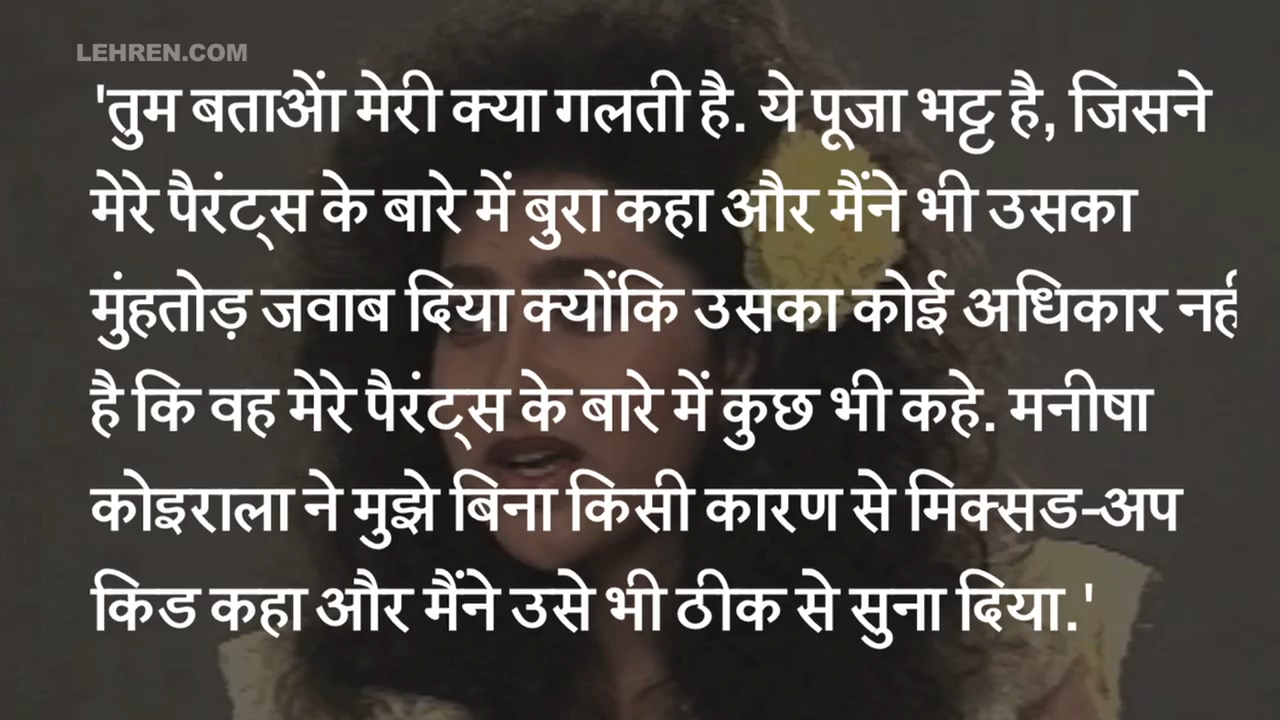 LEHREN.COM
'तुम बताओं मेरी क्या गलती है. ये पूजा भट्ट है, जिसने
मेरे पैरंट्स के बारे में बुरा कहा और मैंने भी उसका
मुंहतोड़ जवाब दिया क्योंकि उसका कोई अधिकार
है कि वह मेरे पैरंट्स के बारे में कुछ भी कहे. मनीषा
कोइराला ने मुझे बिना किसी कारण से मिक्सड-अप
किड कहा और मैंने उसे भी ठीक से सुना दिया.'